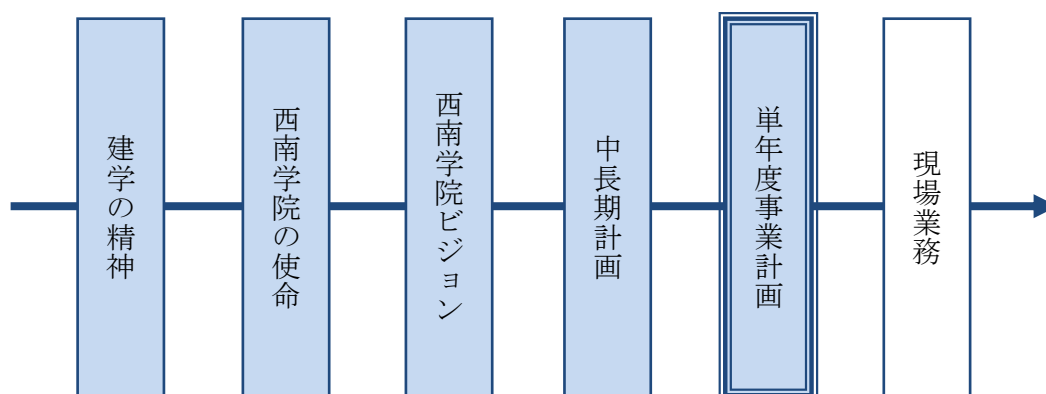 建学の精神
西南学院の使命
西南学院ビジョン
中長期計画
単年度事業計画
現場業務